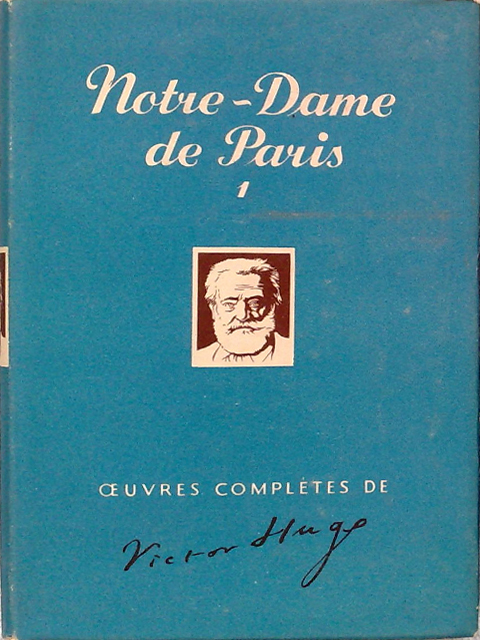 Notre-Dame
de Paris
1
ŒUVRES COMPLÈTES DE
Victor Hugo